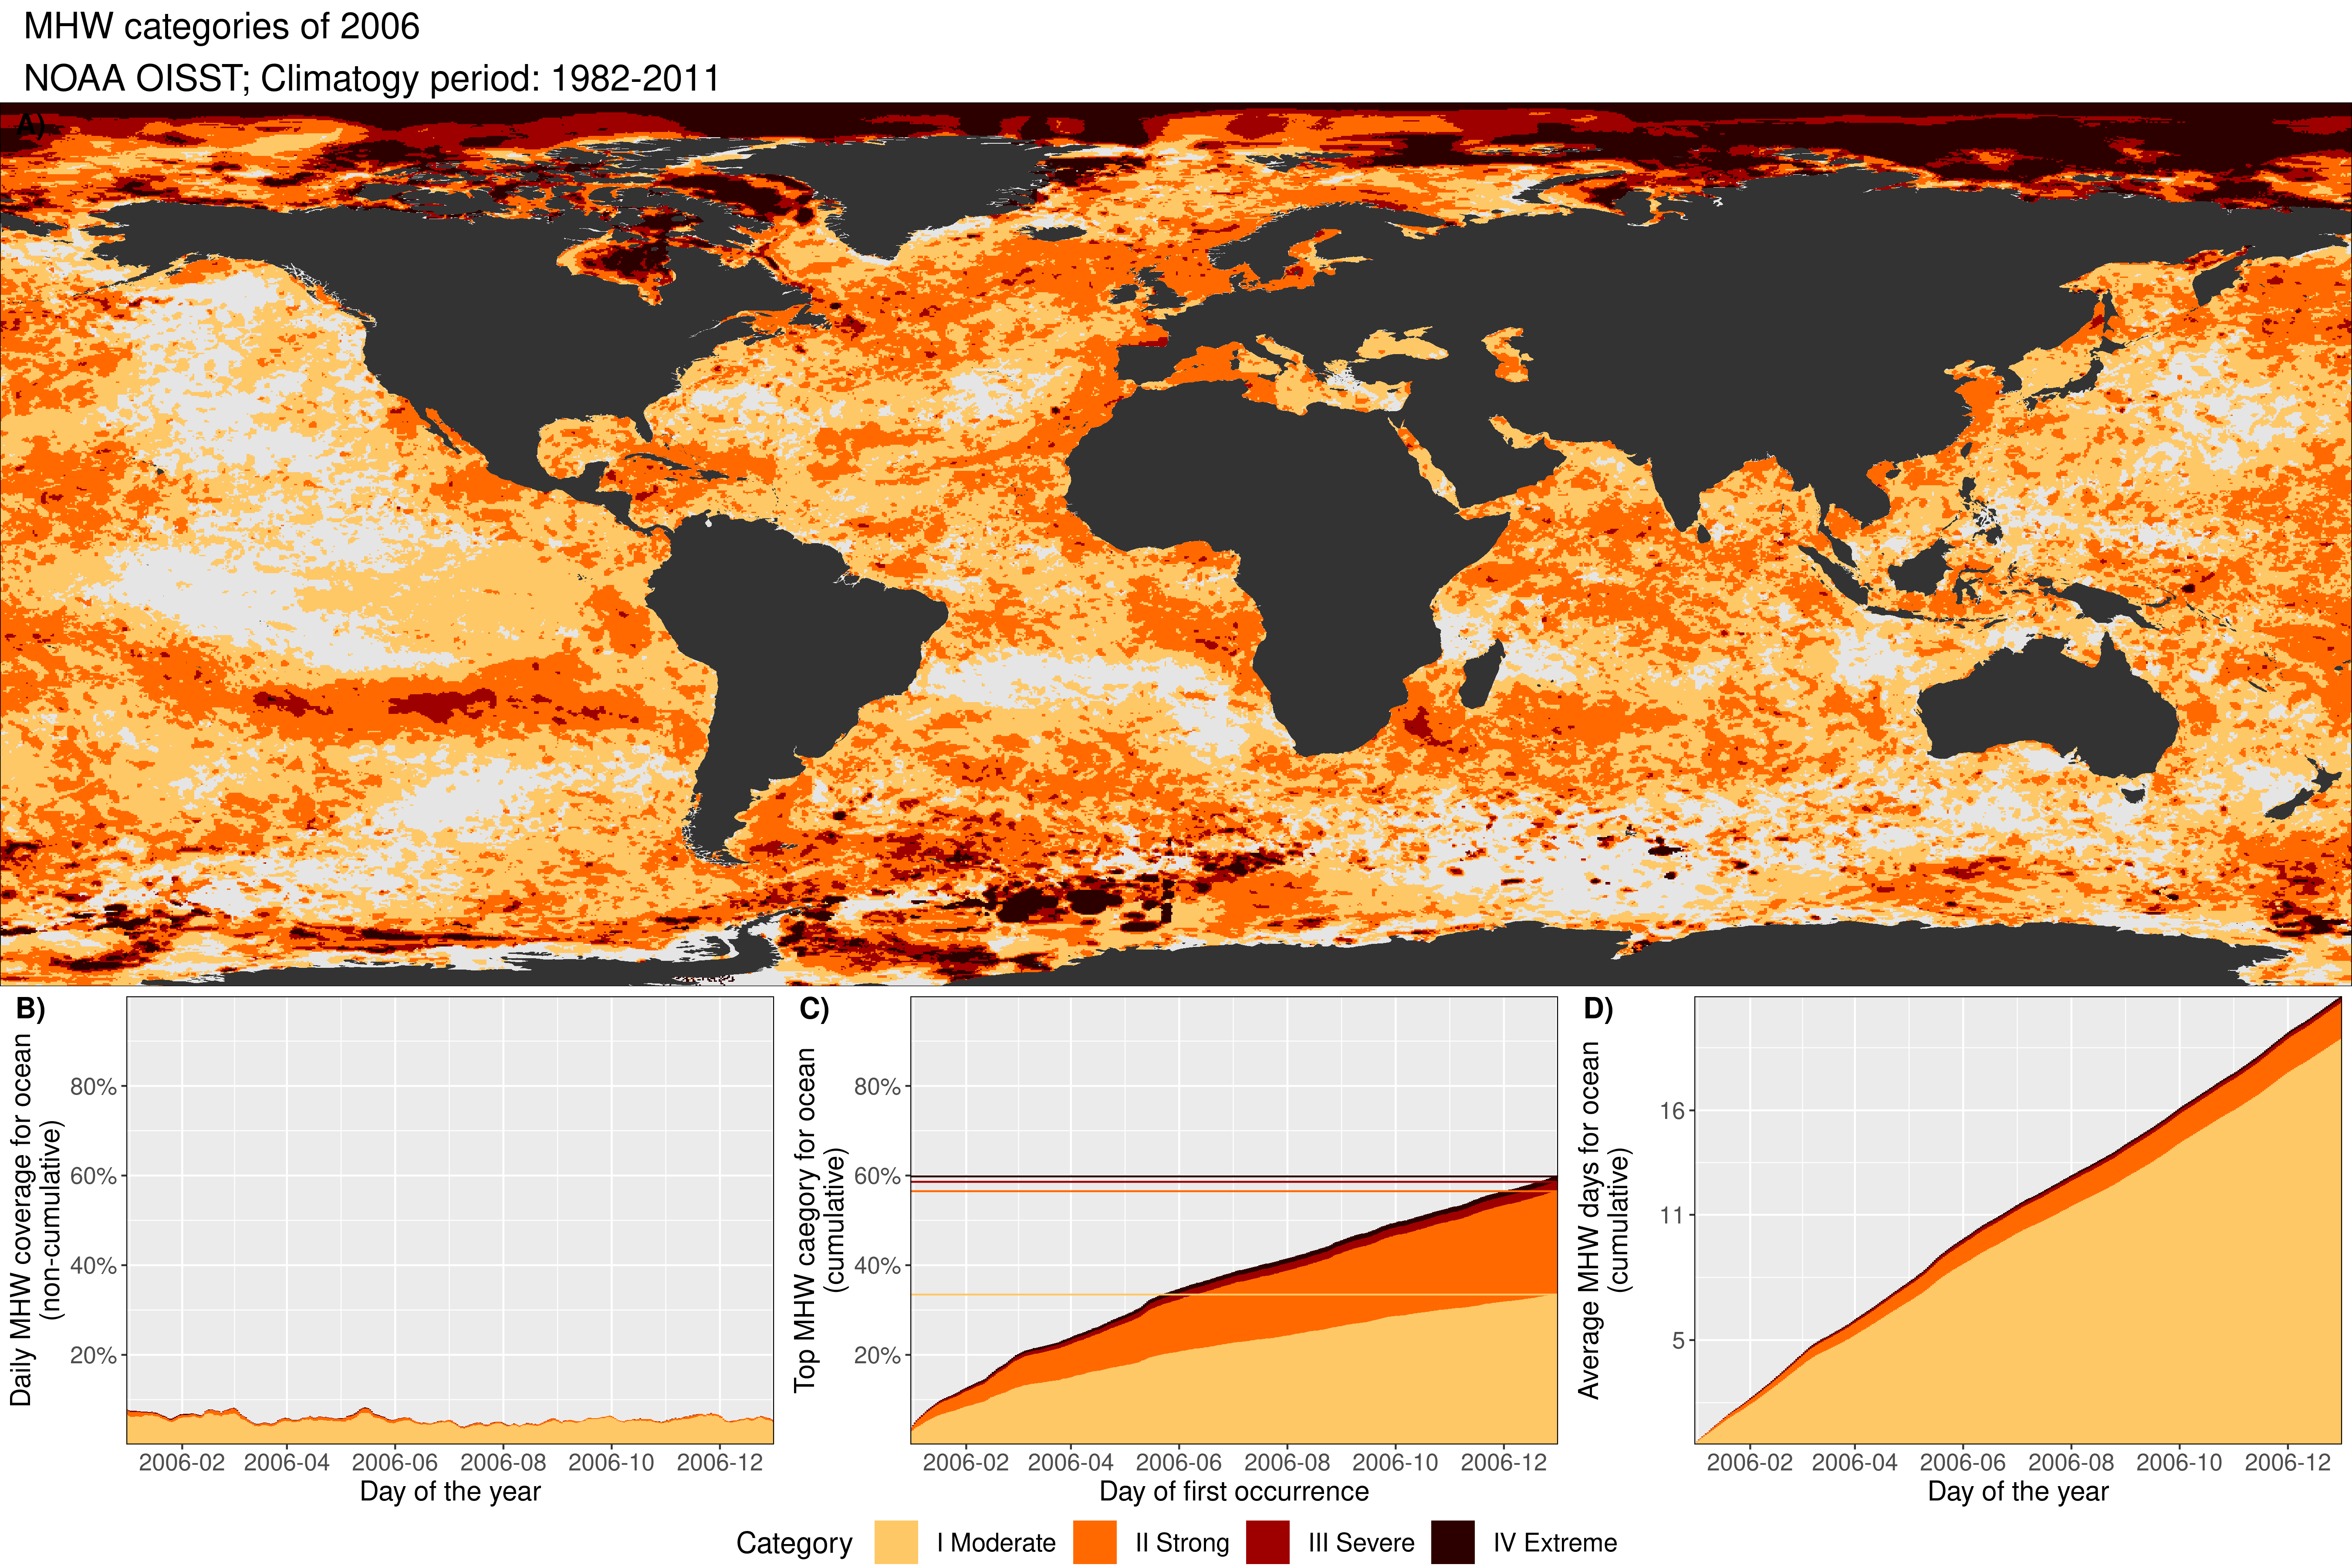 MHW categories of 2006
NOAA OISST; Climatogy period: 1982-2011
A)
B)
Daily MHW coverage for ocean
(non-cumulative)
80%
60%
40%
20%
2006-02 2006-04 2006-06 2006-08 2006-10 2006-12
Day of the year
C)
Top MHW category for ocean
(cumulative)
80%
60%
40%
20%
2006-02 2006-04 2006-06 2006-08 2006-10 2006-12
Day of first occurrence
D)
Average MHW days for ocean
(cumulative)
16
11
5
2006-02 2006-04 2006-06 2006-08 2006-10 2006-12
Day of the year
Category I Moderate II Strong III Severe IV Extreme